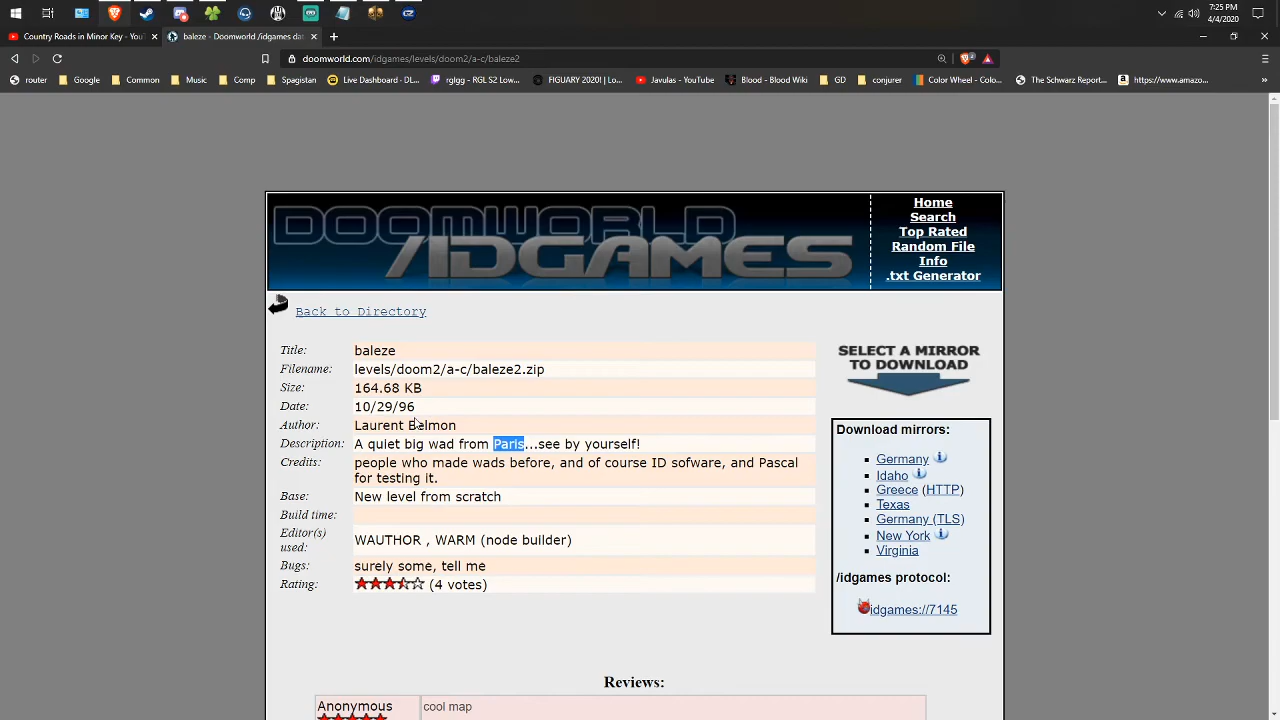 7:25 PM
4/4/2020
Country Roads in Minor Key - YouT
baleze - Doomworld /idgames dat
doomworld.com/idgames/levels/doom2/a-c/baleze2
router Google Common Music Comp Spagistan Live Dashboard - DL... rglgg - RGL S2 Low... FIGUARY 2020! | Lo... Javulas - YouTube Blood - Blood Wiki GD conjurer Color Wheel - Colo... The Schwarz Report... https://www.amazo...
DOOMWORLD
/IDGAMES
Home
Search
Top Rated
Random File
Info
.txt Generator
Back to Directory
Title: baleze
Filename: levels/doom2/a-c/baleze2.zip
Size: 164.68 KB
Date: 10/29/96
Author: Laurent Belmon
Description: A quiet big wad from Paris...see by yourself!
Credits: people who made wads before, and of course ID sofware, and Pascal
for testing it.
Base: New level from scratch
Build time:
Editor(s)
used: WAUTHOR , WARM (node builder)
Bugs: surely some, tell me
Rating: (4 votes)
SELECT A MIRROR
TO DOWNLOAD
Download mirrors:
Germany
Idaho
Greece (HTTP)
Texas
Germany (TLS)
New York
Virginia
/idgames protocol:
idgames://7145
Reviews:
Anonymous cool map